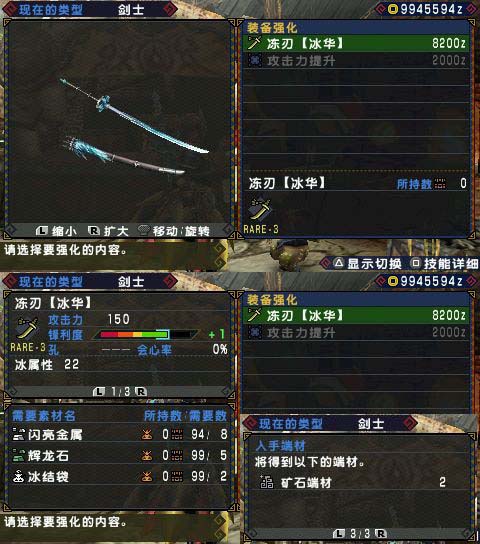 现在的类型 剑士
9945594z
装备强化
冻刃【冰华】 8200z
攻击力提升 2000z
冻刃【冰华】 所持数 0
RARE-3
L 缩小 R 扩大 移动/旋转
请选择要强化的内容。
△显示切换 □技能详细
现在的类型 剑士
9945594z
冻刃【冰华】
攻击力 150
锋利度 +1
RARE-3
孔 --- 会心率 0%
冰属性 22
L 1/3 R
装备强化
冻刃【冰华】 8200z
攻击力提升 2000z
需要素材名 所持数/需要数
闪亮金属 0 94/ 8
辉龙石 0 99/ 5
冰结袋 0 99/ 2
请选择要强化的内容。
现在的类型 剑士
入手端材
将得到以下的端材。
矿石端材 2
L 3/3 R